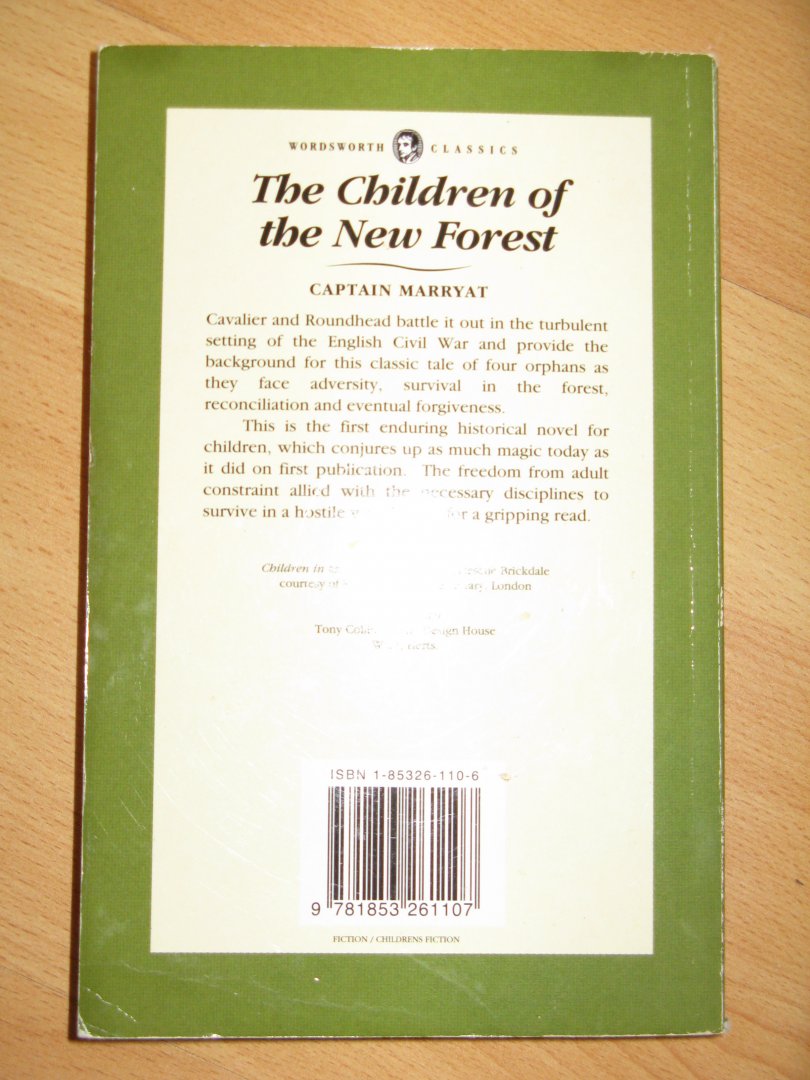 WORDSWORTH CLASSICS
The Children of
the New Forest
CAPTAIN MARRYAT
Cavalier and Roundhead battle it out in the turbulent
setting of the English Civil War and provide the
background for this classic tale of four orphans as
they face adversity, survival in the forest,
reconciliation and eventual forgiveness.
This is the first enduring historical novel for
children, which conjures up as much magic today as
it did on first publication. The freedom from adult
constraint allied with the necessary disciplines to
survive in a hostile for a gripping read.
Children in Brickdale
courtesy of London
Tony Design House
Herts.
ISBN 1-85326-110-6
9 781853 261107
FICTION / CHILDRENS FICTION